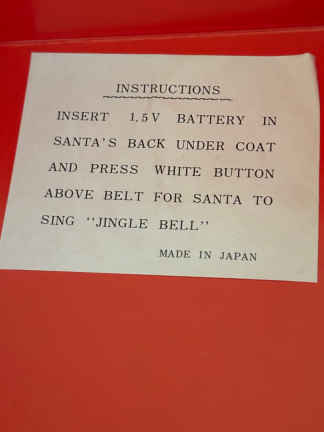 INSTRUCTIONS
INSERT 1.5V BATTERY IN
SANTA'S BACK UNDER COAT
AND PRESS WHITE BUTTON
ABOVE BELT FOR SANTA TO
SING "JINGLE BELL"
MADE IN JAPAN